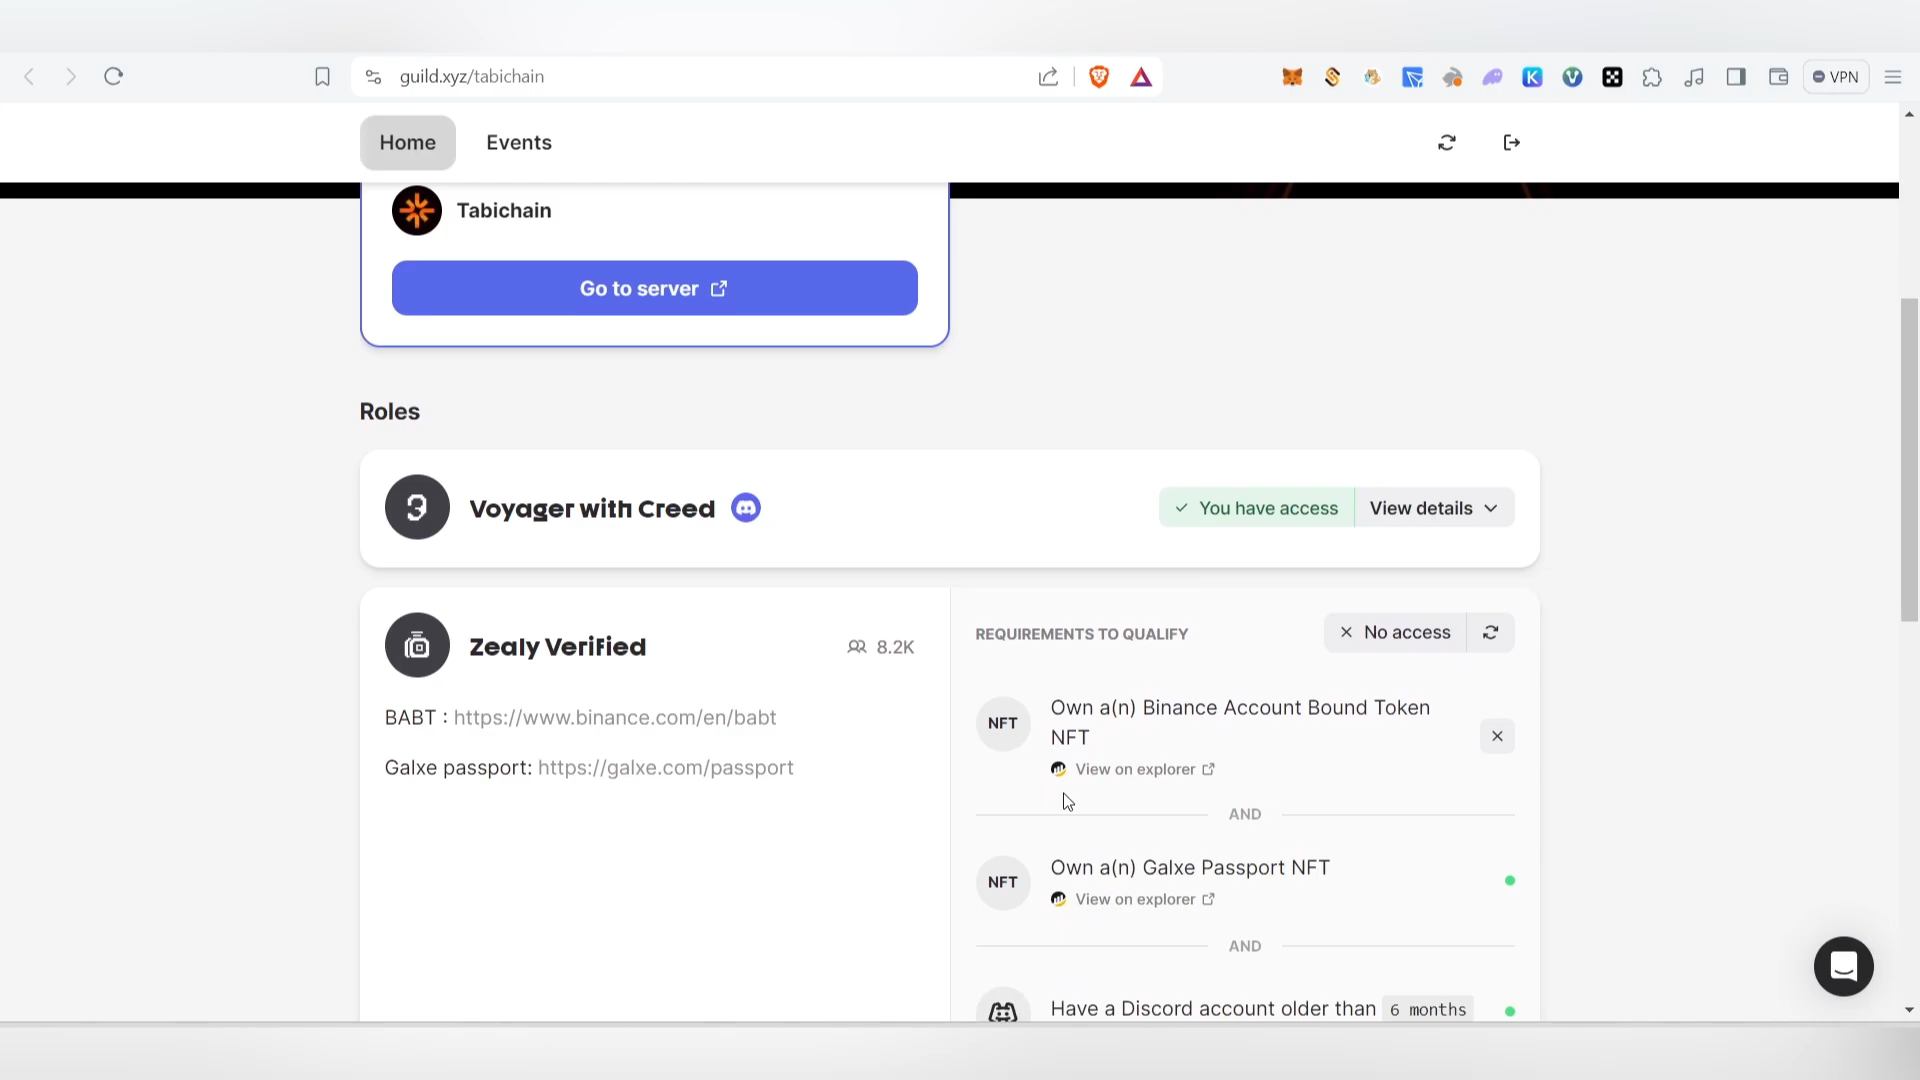 guild.xyz/tabichain
VPN
Home
Events
Tabichain
Go to server
Roles
Voyager with Creed
You have access
View details
Zealy Verified
8.2K
BABT : https://www.binance.com/en/babt
Galxe passport: https://galxe.com/passport
REQUIREMENTS TO QUALIFY
No access
NFT
Own a(n) Binance Account Bound Token
NFT
View on explorer
AND
NFT
Own a(n) Galxe Passport NFT
View on explorer
AND
Have a Discord account older than 6 months